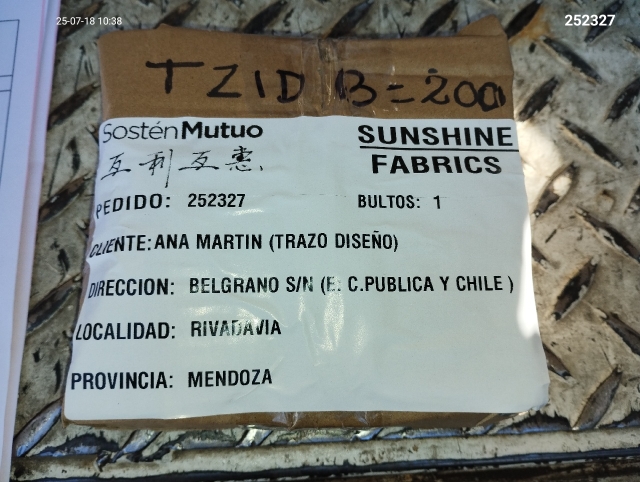 25-07-18 10:38
252327
TZID B=200
SosténMutuo
互利互惠.
SUNSHINE
FABRICS
PEDIDO: 252327 BULTOS: 1
CLIENTE: ANA MARTIN (TRAZO DISEÑO)
DIRECCION: BELGRANO S/N (E. C.PUBLICA Y CHILE )
LOCALIDAD: RIVADAVIA
PROVINCIA: MENDOZA